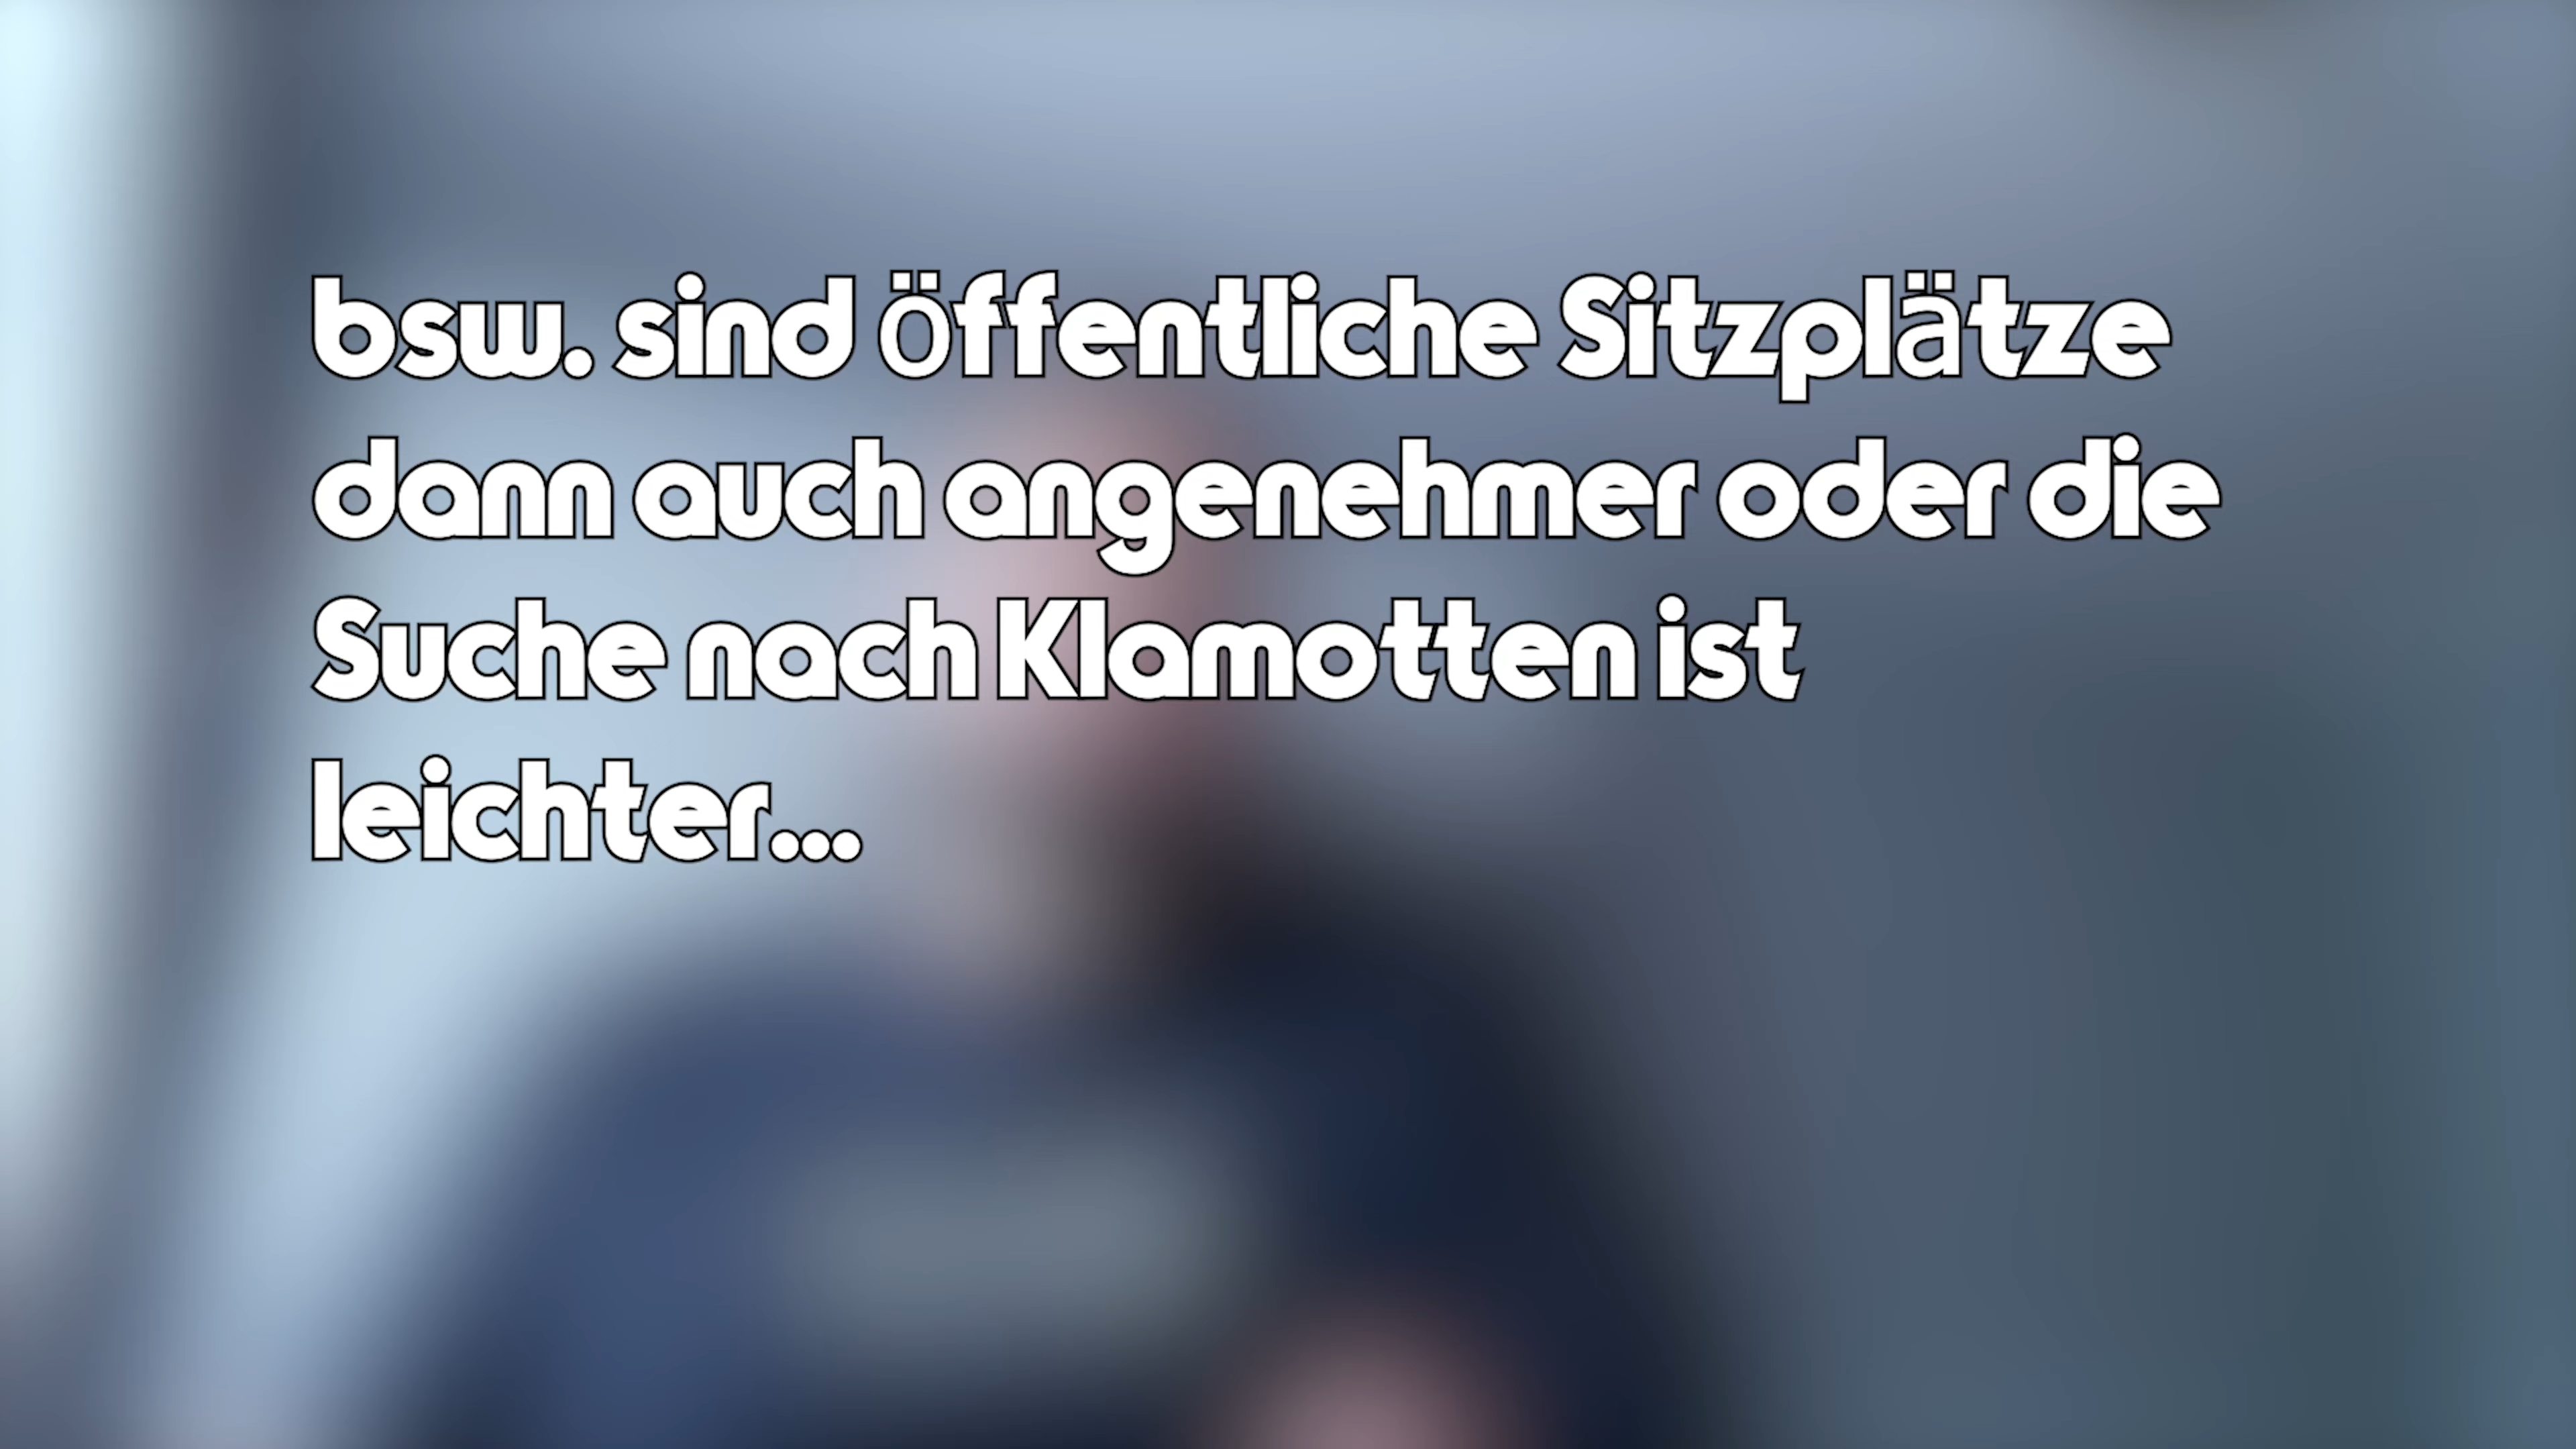 bsw. sind öffentliche Sitzplätze
dann auch angenehmer oder die
Suche nach Klamotten ist
leichter...